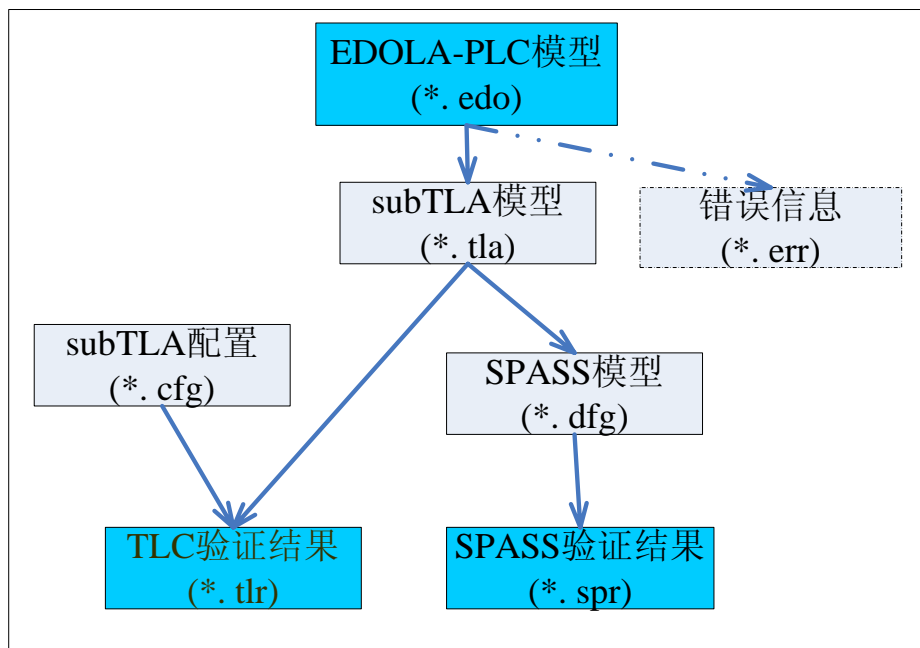 EDOLA-PLC模型
(*. edo)
subTLA模型
(*. tla)
错误信息
(*. err)
subTLA配置
(*. cfg)
SPASS模型
(*. dfg)
TLC验证结果
(*. tlr)
SPASS验证结果
(*. spr)